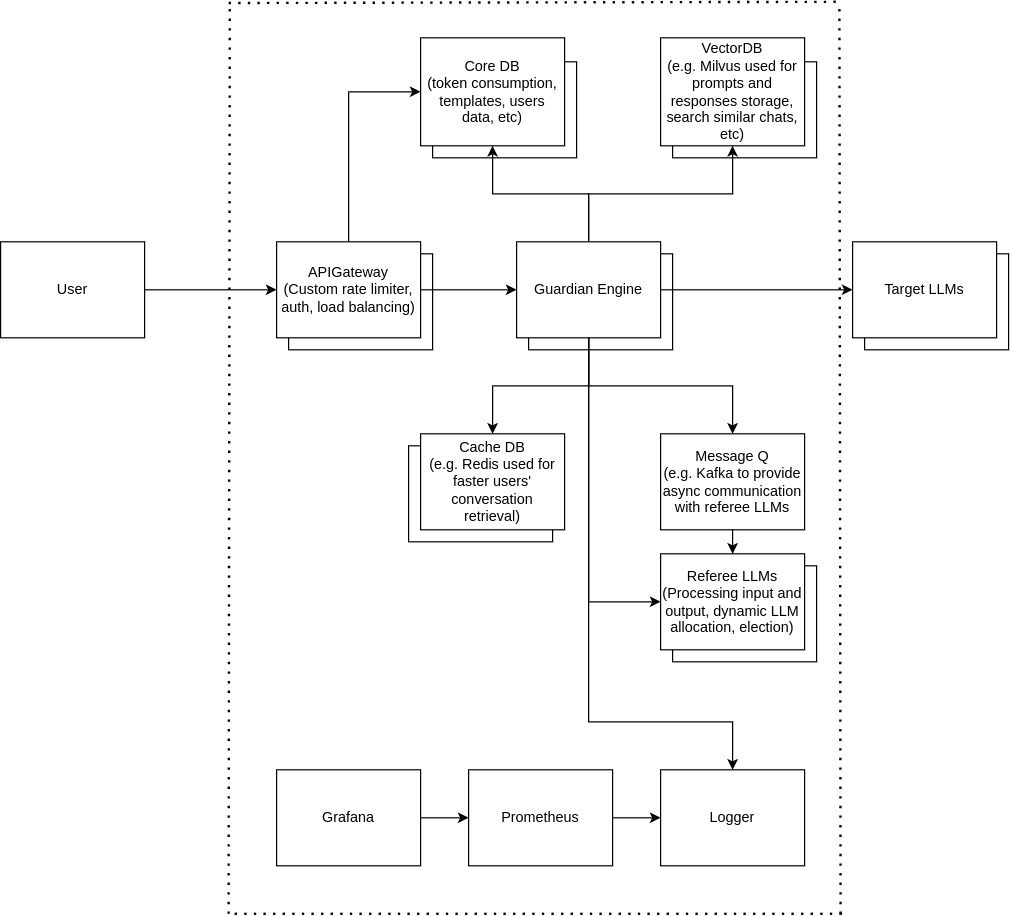 Core DB
(token consumption,
templates, users
data, etc)
VectorDB
(e.g. Milvus used for
prompts and
responses storage,
search similar chats,
etc)
User
APIGateway
(Custom rate limiter,
auth, load balancing)
Guardian Engine
Target LLMs
Cache DB
(e.g. Redis used for
faster users'
conversation
retrieval)
Message Q
(e.g. Kafka to provide
async communication
with referee LLMs
Referee LLMs
(Processing input and
output, dynamic LLM
allocation, election)
Grafana
Prometheus
Logger